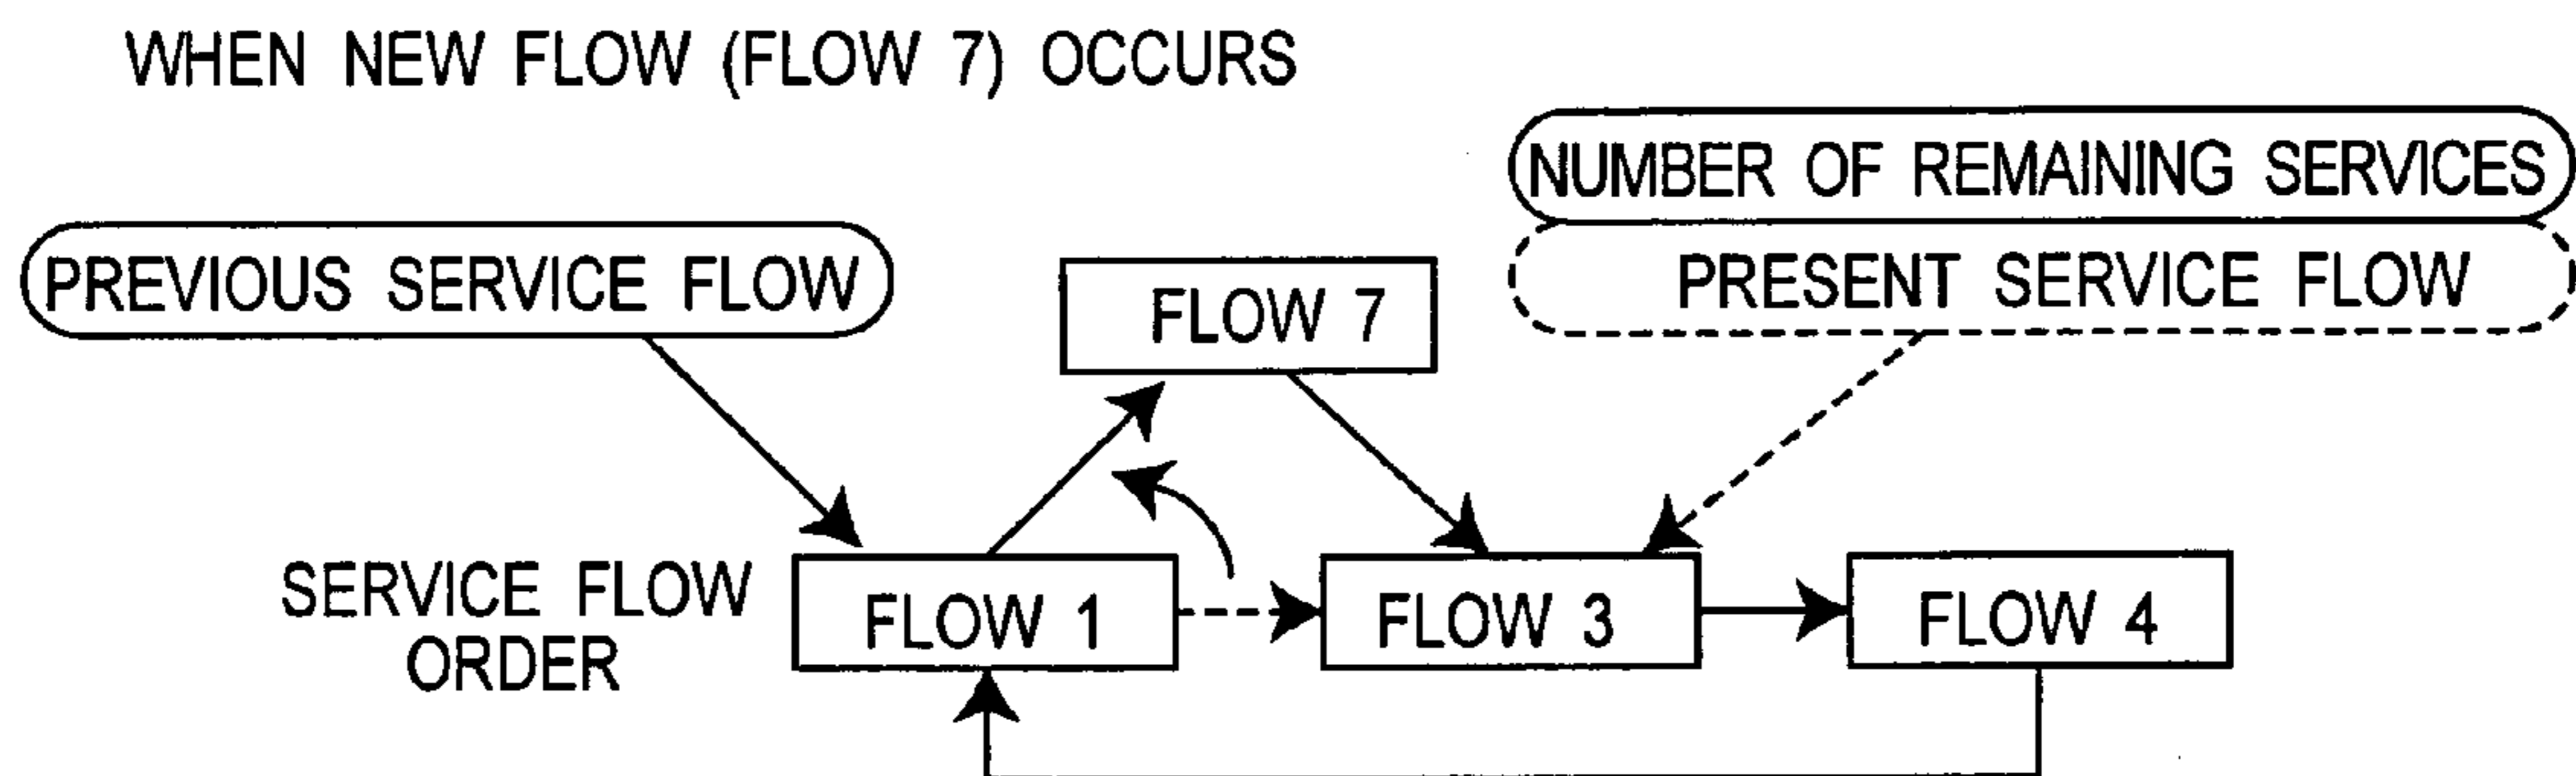 WHEN NEW FLOW (FLOW 7) OCCURS
NUMBER OF REMAINING SERVICES
PREVIOUS SERVICE FLOW
PRESENT SERVICE FLOW
FLOW 7
SERVICE FLOW
ORDER
FLOW 1
FLOW 3
FLOW 4